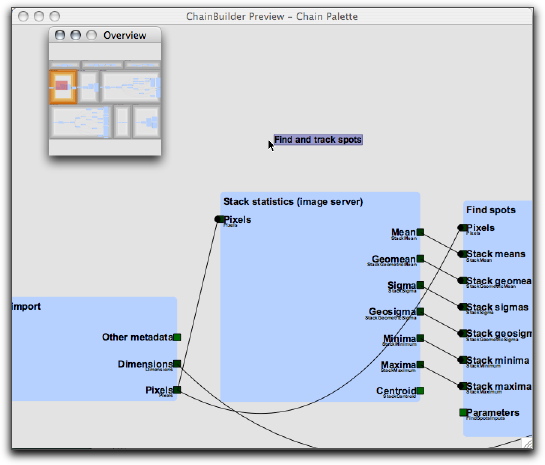 ChainBuilder Preview – Chain Palette
Overview
Find and track spots
Stack statistics (image server)
Pixels
Pixels
Mean
StackMean
Geomean
StackGeometricMean
Sigma
StackSigma
Geosigma
StackGeometricSigma
Minima
StackMinimum
Maxima
StackMaximum
Centroid
StackCentroid
Find spots
Pixels
Pixels
Stack means
StackMean
Stack geomea
StackGeometricMean
Stack sigmas
StackSigma
Stack geosigm
StackGeometricSigma
Stack minima
StackMinimum
Stack maxima
StackMaximum
Parameters
FindSpotsInputs
import
Other metadata
Dimensions
Dimensions
Pixels
Pixels